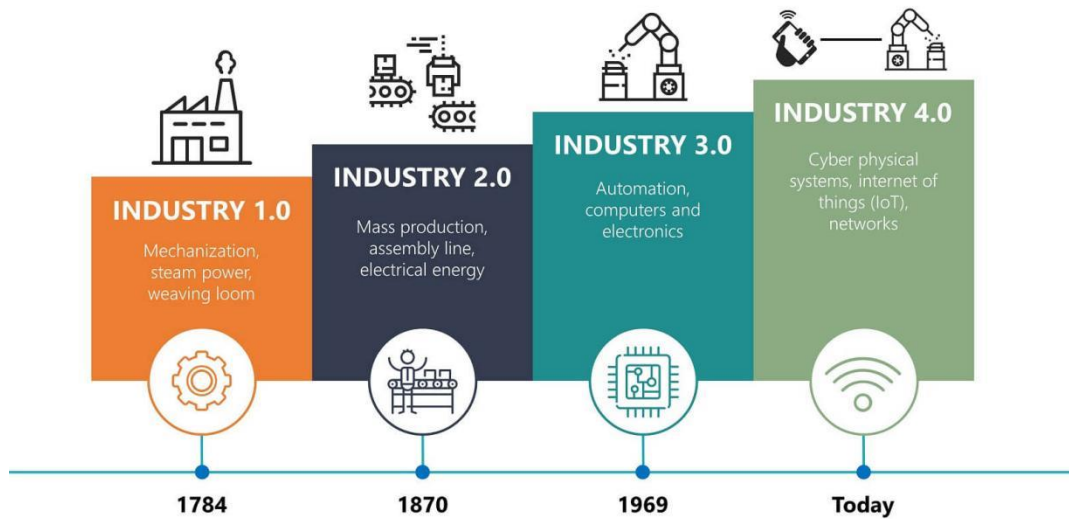 INDUSTRY 1.0
Mechanization,
steam power,
weaving loom
INDUSTRY 2.0
Mass production,
assembly line,
electrical energy
INDUSTRY 3.0
Automation,
computers and
electronics
INDUSTRY 4.0
Cyber physical
systems, internet of
things (IoT),
networks
1784
1870
1969
Today